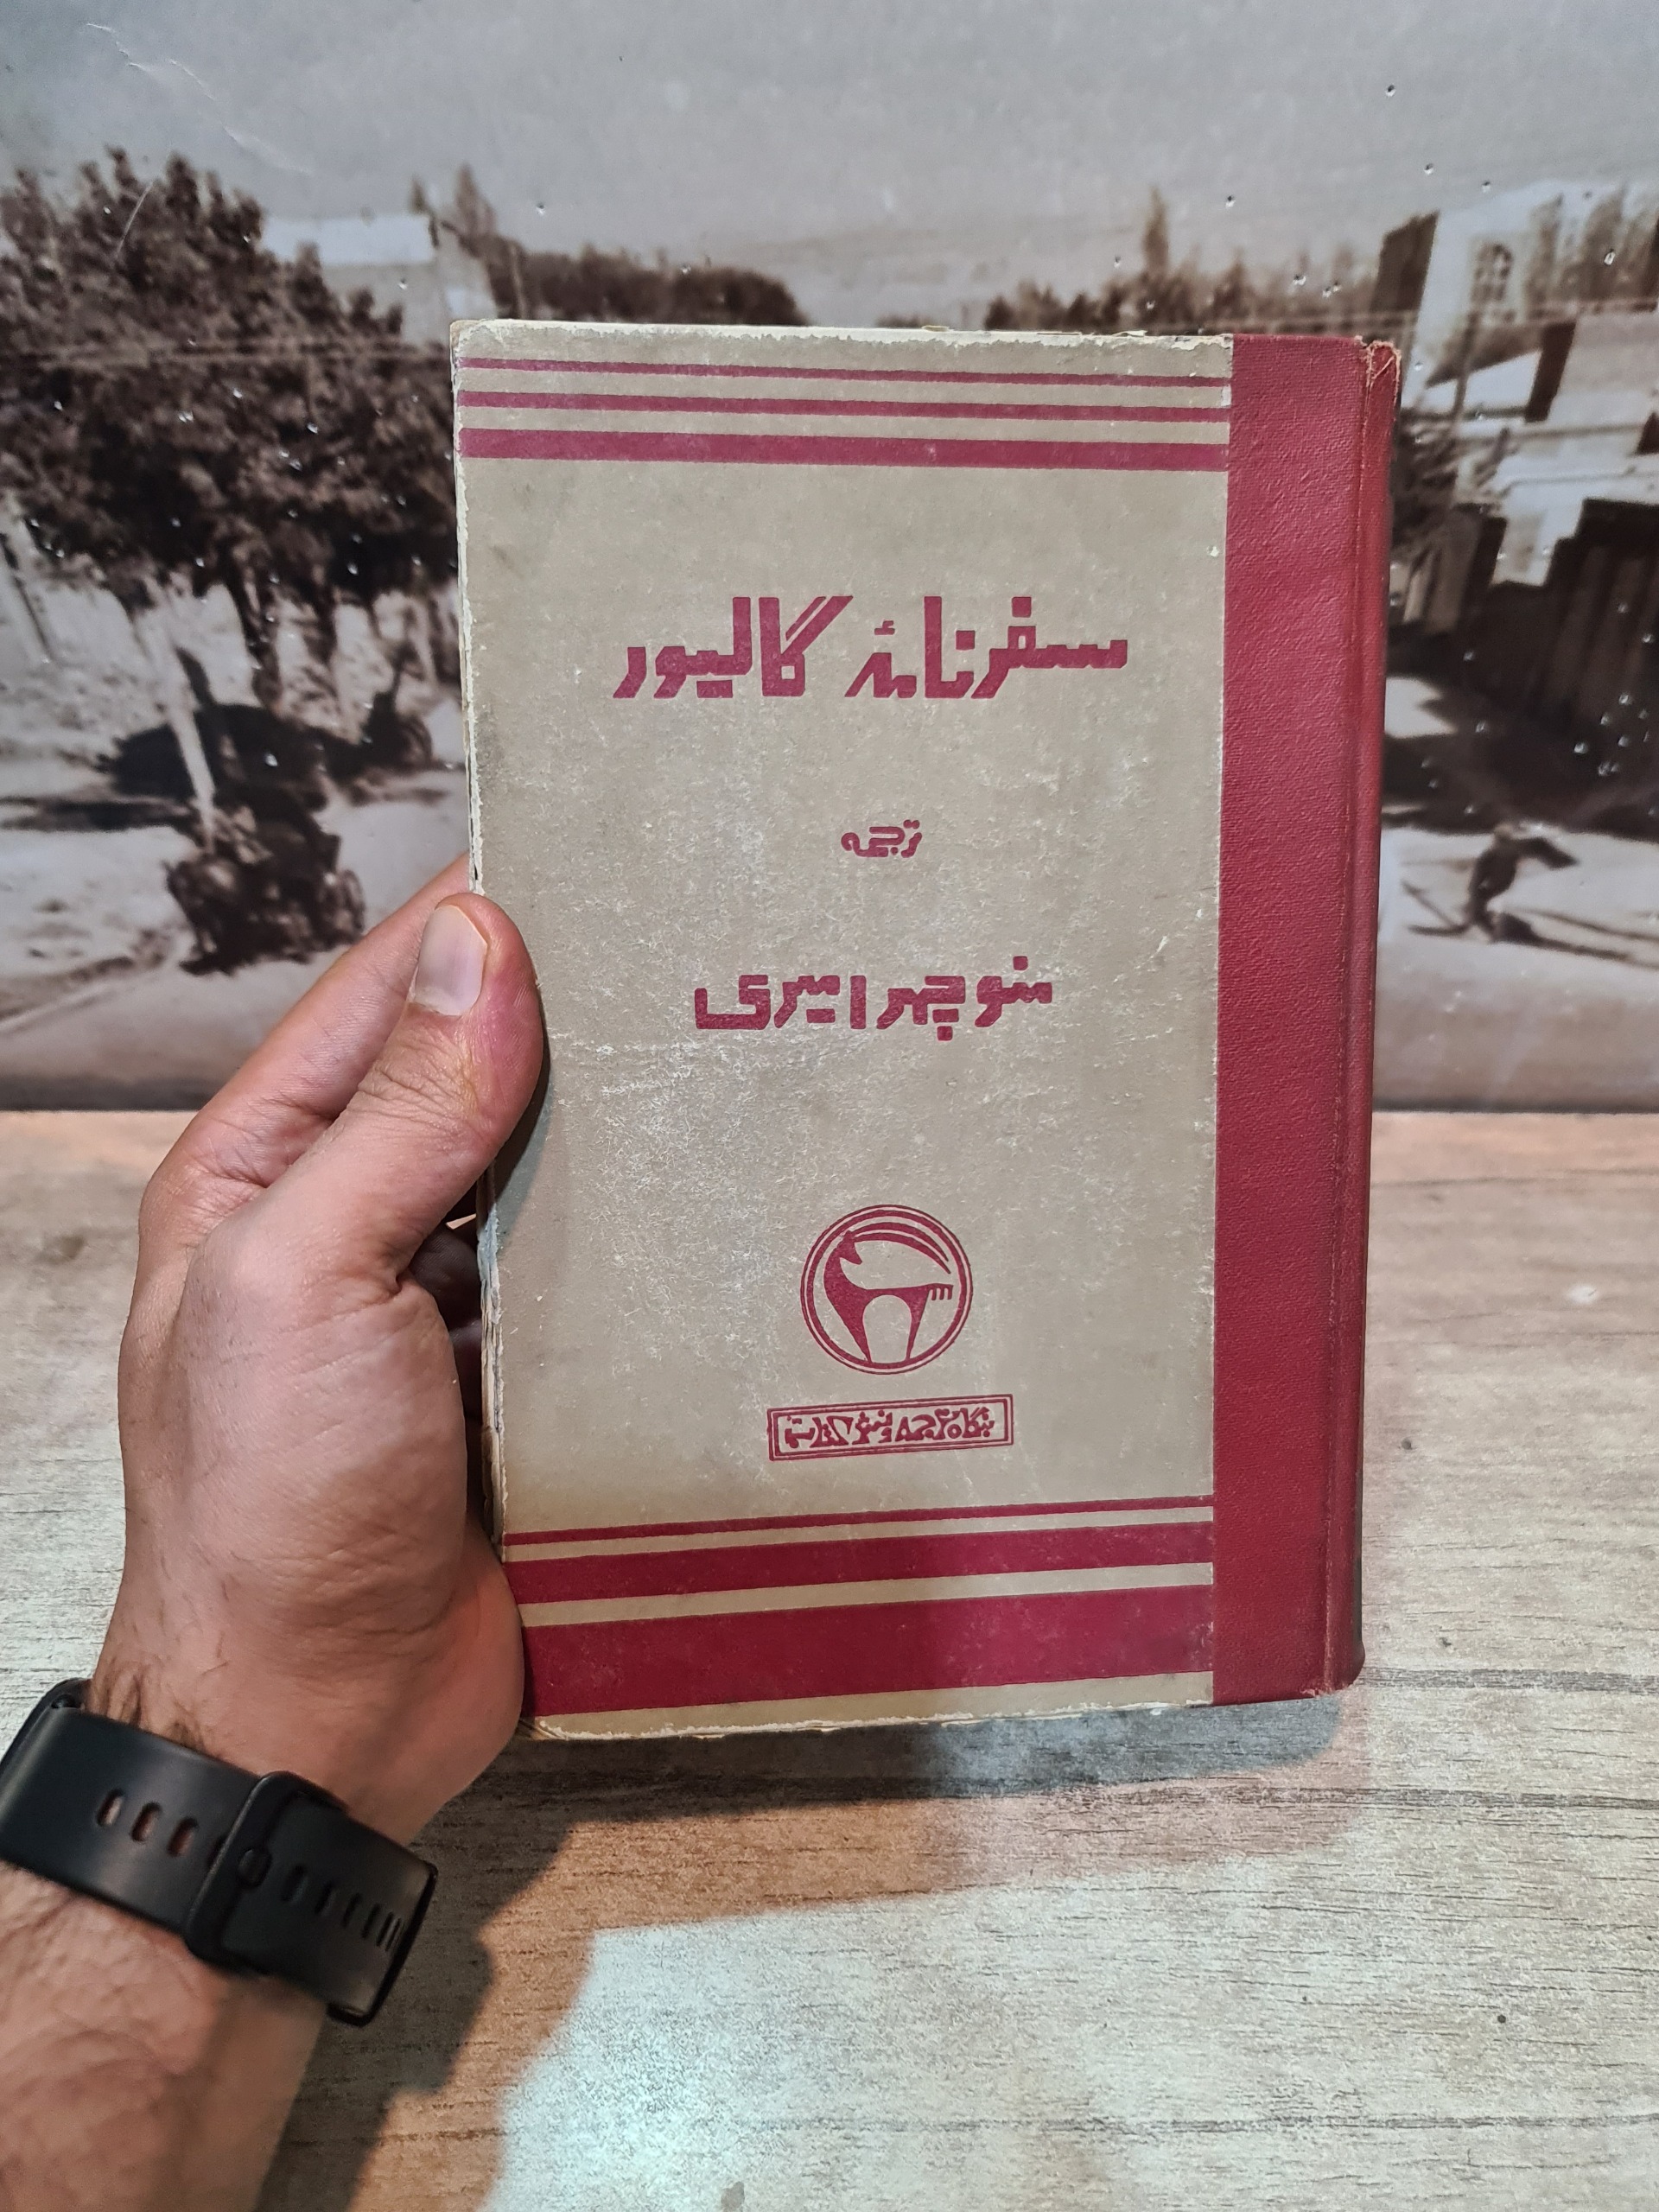 سفرنامهٔ گالیور
ترجمه
منوچهر امیری
بنگاه ترجمه و نشر کتاب